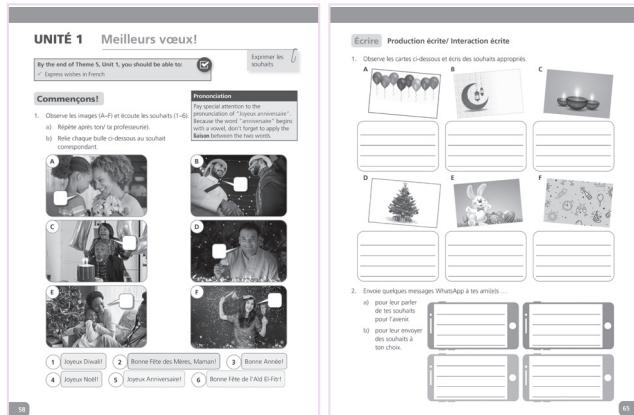 UNITÉ 1 Meilleurs vœux!
By the end of Theme 5, Unit 1, you should be able to:
✓ Express wishes in French
Exprimer les
souhaits
Commençons!
1. Observe les images (A–F) et écoute les souhaits (1–6).
a) Répète après ton/ ta professeur(e).
b) Relie chaque bulle ci-dessous au souhait
correspondant.
Prononciation
Pay special attention to the
pronunciation of "Joyeux anniversaire".
Because the word "anniversaire" begins
with a vowel, don't forget to apply the
liaison between the two words.
A
B
C
D
E
F
1 Joyeux Diwali!
2 Bonne Fête des Mères, Maman!
3 Bonne Année!
4 Joyeux Noël!
5 Joyeux Anniversaire!
6 Bonne Fête de l'Aïd El-Fitr!
58
Écrire Production écrite/ Interaction écrite
1. Observe les cartes ci-dessous et écris des souhaits appropriés.
A
B
C
D
E
F
2. Envoie quelques messages WhatsApp à tes ami(e)s ...
a) pour leur parler
de tes souhaits
pour l'avenir.
b) pour leur envoyer
des souhaits à
ton choix.
65